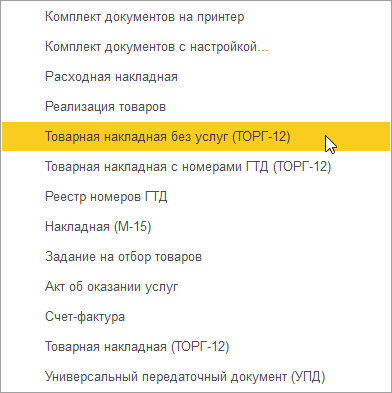 Комплект документов на принтер
Комплект документов с настройкой...
Расходная накладная
Реализация товаров
Товарная накладная без услуг (ТОРГ-12)
Товарная накладная с номерами ГТД (ТОРГ-12)
Реестр номеров ГТД
Накладная (М-15)
Задание на отбор товаров
Акт об оказании услуг
Счет-фактура
Товарная накладная (ТОРГ-12)
Универсальный передаточный документ (УПД)